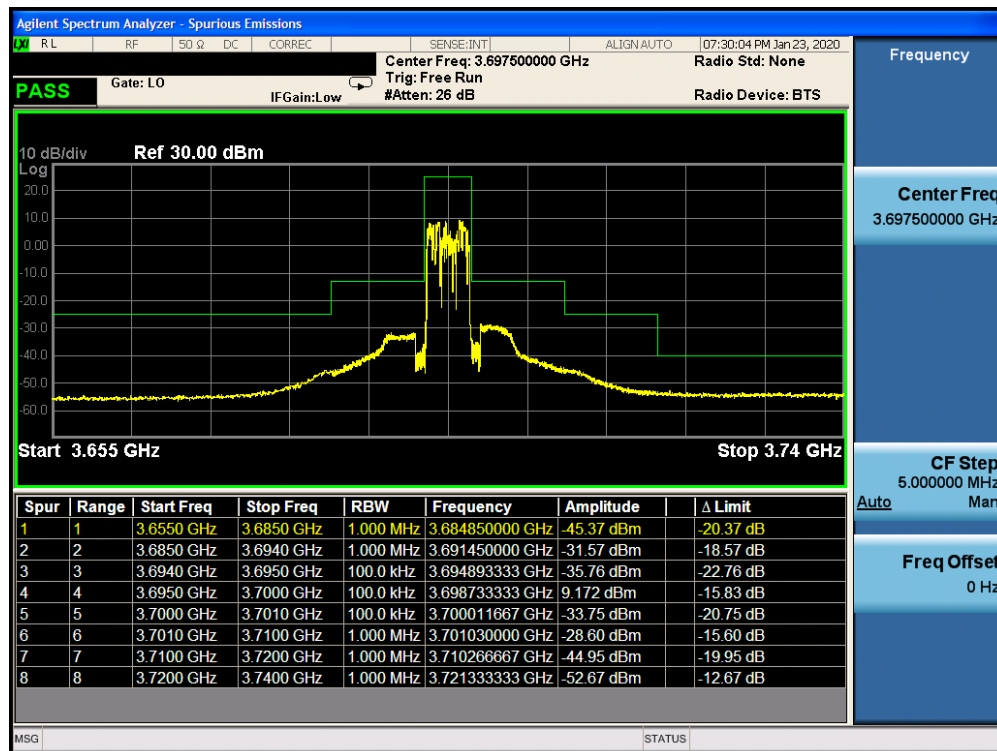 Agilent Spectrum Analyzer - Spurious Emissions
LXI RL RF 50 Ω DC CORREC SENSE:INT ALIGNAUTO 07:30:04 PM Jan 23, 2020
Center Freq: 3.697500000 GHz Radio Std: None
Trig: Free Run
PASS Gate: LO IFGain:Low #Atten: 26 dB Radio Device: BTS
10 dB/div Ref 30.00 dBm
Log
20.0
10.0
0.00
-10.0
-20.0
-30.0
-40.0
-50.0
-60.0
Start 3.655 GHz Stop 3.74 GHz
Spur Range Start Freq Stop Freq RBW Frequency Amplitude Δ Limit
1 1 3.6550 GHz 3.6850 GHz 1.000 MHz 3.684850000 GHz -45.37 dBm -20.37 dB
2 2 3.6850 GHz 3.6940 GHz 1.000 MHz 3.691450000 GHz -31.57 dBm -18.57 dB
3 3 3.6940 GHz 3.6950 GHz 100.0 kHz 3.694893333 GHz -35.76 dBm -22.76 dB
4 4 3.6950 GHz 3.7000 GHz 100.0 kHz 3.698733333 GHz 9.172 dBm -15.83 dB
5 5 3.7000 GHz 3.7010 GHz 100.0 kHz 3.700011667 GHz -33.75 dBm -20.75 dB
6 6 3.7010 GHz 3.7100 GHz 1.000 MHz 3.701030000 GHz -28.60 dBm -15.60 dB
7 7 3.7100 GHz 3.7200 GHz 1.000 MHz 3.710266667 GHz -44.95 dBm -19.95 dB
8 8 3.7200 GHz 3.7400 GHz 1.000 MHz 3.721333333 GHz -52.67 dBm -12.67 dB
MSG STATUS
Frequency
Center Freq
3.697500000 GHz
CF Step
5.000000 MHz
Auto Man
Freq Offset
0 Hz